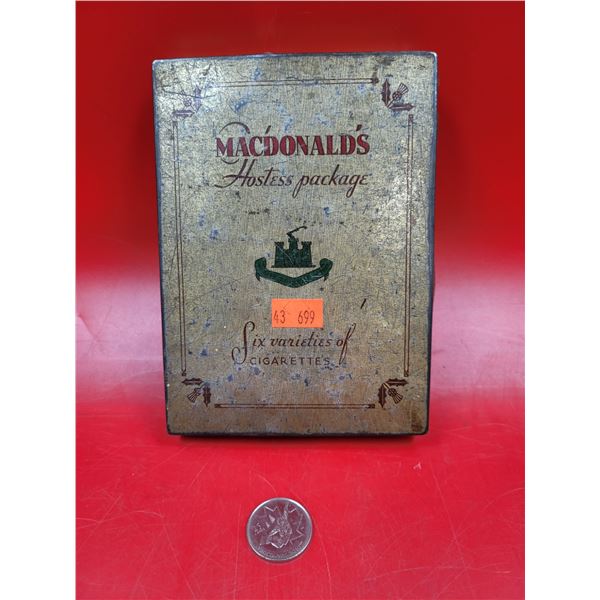 MACDONALD'S
Hostess package
43 699
Six varieties of
CIGARETTES